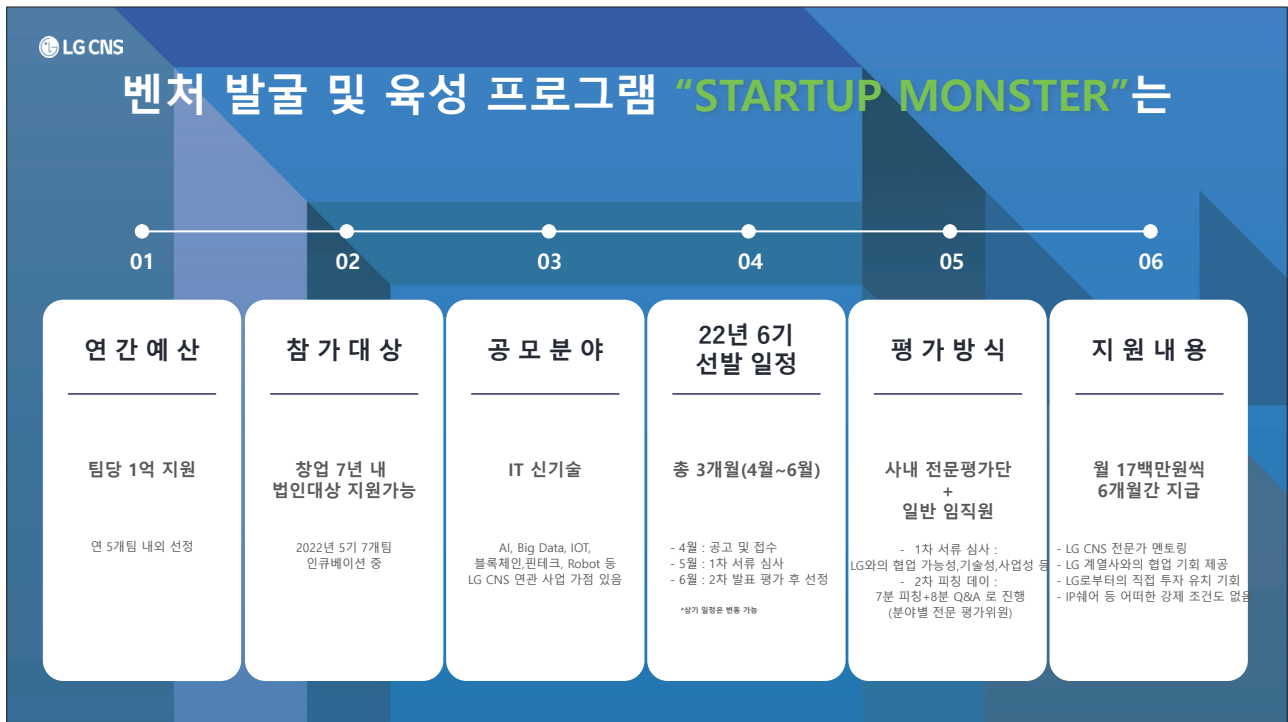 LG CNS
벤처 발굴 및 육성 프로그램 “STARTUP MONSTER”는
01
02
03
04
05
06
연간예산
팀당 1억 지원
연 5개팀 내외 선정
참가대상
창업 7년 내
법인대상 지원가능
2022년 5기 7개팀
인큐베이션 중
공모분야
IT 신기술
AI, Big Data, IOT,
블록체인,핀테크, Robot 등
LG CNS 연관 사업 가점 있음
22년 6기
선발 일정
총 3개월(4월~6월)
- 4월 : 공고 및 접수
- 5월 : 1차 서류 심사
- 6월 : 2차 발표 평가 후 선정
*상기 일정은 변동 가능
평가방식
사내 전문평가단
+
일반 임직원
- 1차 서류 심사 :
LG와의 협업 가능성,기술성,사업성 등
- 2차 피칭 데이 :
7분 피칭+8분 Q&A 로 진행
(분야별 전문 평가위원)
지원내용
월 17백만원씩
6개월간 지급
- LG CNS 전문가 멘토링
- LG 계열사와의 협업 기회 제공
- LG로부터의 직접 투자 유치 기회
- IP쉐어 등 어떠한 강제 조건도 없음